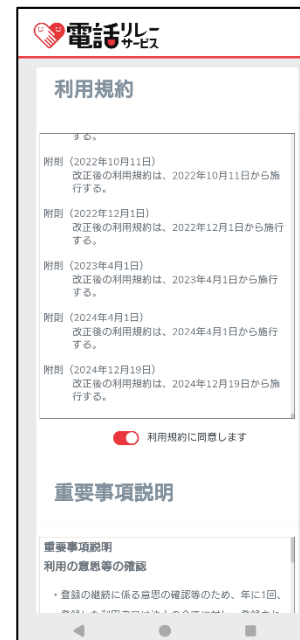 電話リレーサービス
利用規約
する。
附則（2022年10月11日）
改正後の利用規約は、2022年10月11日から施
行する。
附則（2022年12月1日）
改正後の利用規約は、2022年12月1日から施行
する。
附則（2023年4月1日）
改正後の利用規約は、2023年4月1日から施行
する。
附則（2024年4月1日）
改正後の利用規約は、2024年4月1日から施行
する。
附則（2024年12月19日）
改正後の利用規約は、2024年12月19日から施
行する。
利用規約に同意します
重要事項説明
重要事項説明
利用の意思等の確認
・登録の継続に係る意思の確認等のため、年に1回、